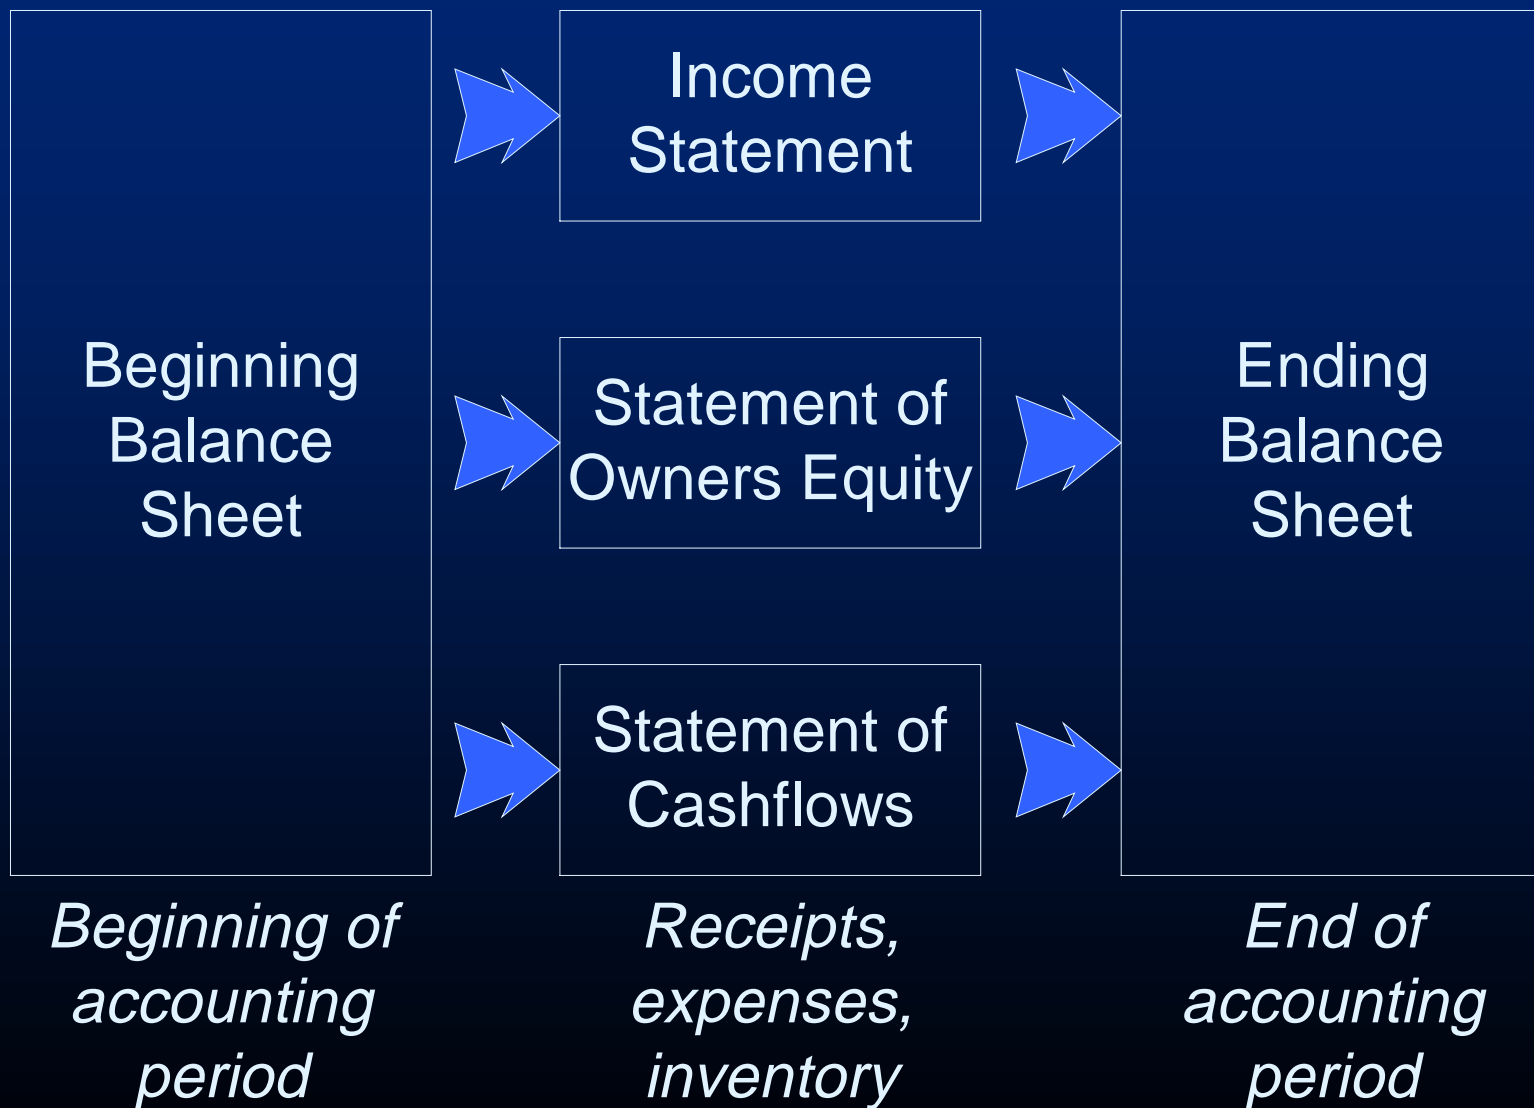 Beginning
Balance
Sheet
Income
Statement
Statement of
Owners Equity
Statement of
Cashflows
Ending
Balance
Sheet
Beginning of
accounting
period
Receipts,
expenses,
inventory
End of
accounting
period